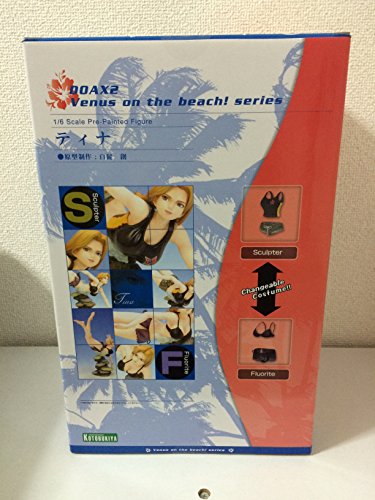 DOAX2
Venus on the beach! series
1/6 Scale Pre-Painted Figure
ティナ
●原型制作：白髭 創
S
Sculpter
Tina
F
Fluorite
Sculpter
Changeable
Costume!!
Fluorite
KOTOBUKIYA
Venus on the beach! series